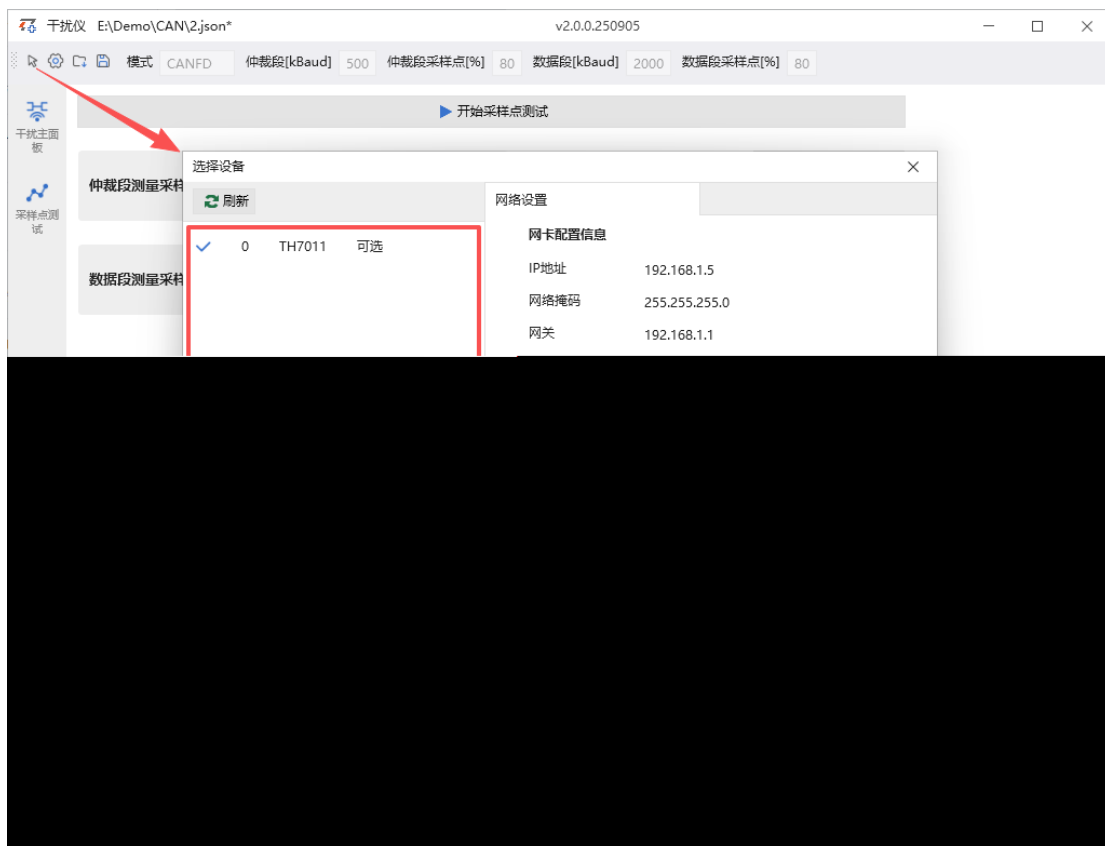 干扰仪 E:\Demo\CAN\2.json* v2.0.0.250905
模式 CANFD 仲裁段[kBaud] 500 仲裁段采样点[%] 80 数据段[kBaud] 2000 数据段采样点[%] 80
干扰主面
板
采样点测
试
开始采样点测试
仲裁段测量采样
数据段测量采样
选择设备
刷新
0 TH7011 可选
网络设置
网卡配置信息
IP地址 192.168.1.5
网络掩码 255.255.255.0
网关 192.168.1.1